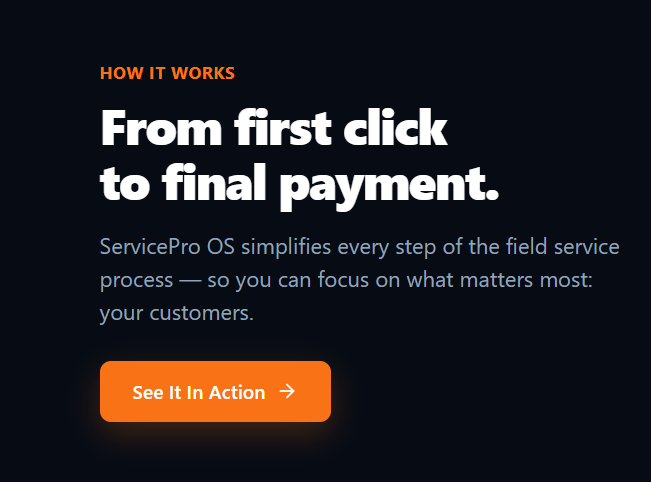 HOW IT WORKS
From first click
to final payment.
ServicePro OS simplifies every step of the field service
process — so you can focus on what matters most:
your customers.
See It In Action →